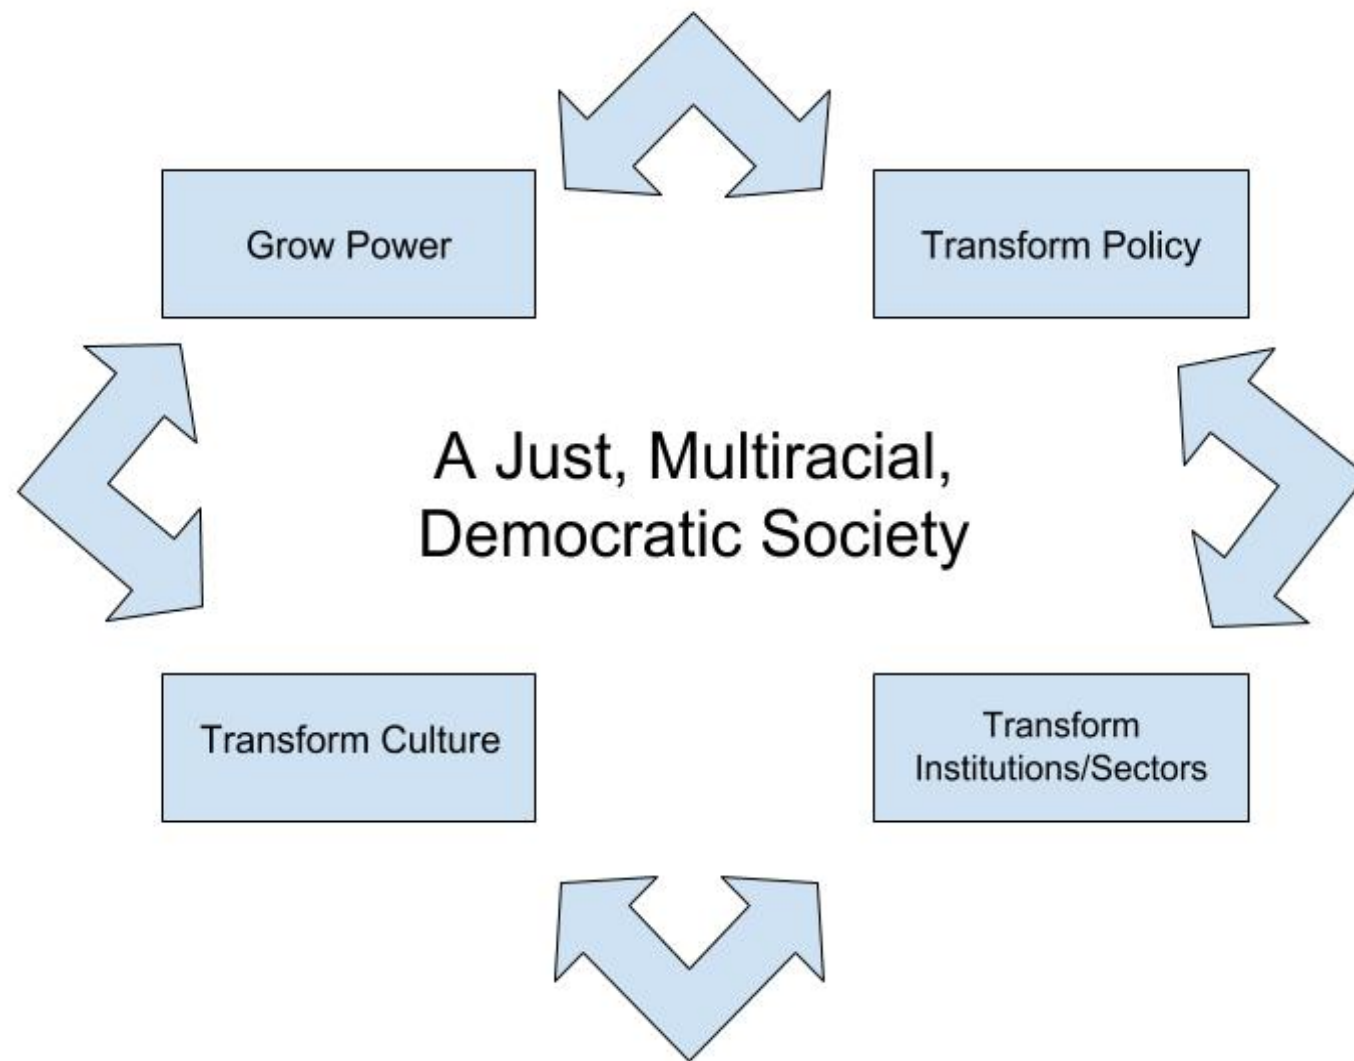 Grow Power
Transform Policy
A Just, Multiracial,
Democratic Society
Transform Culture
Transform
Institutions/Sectors